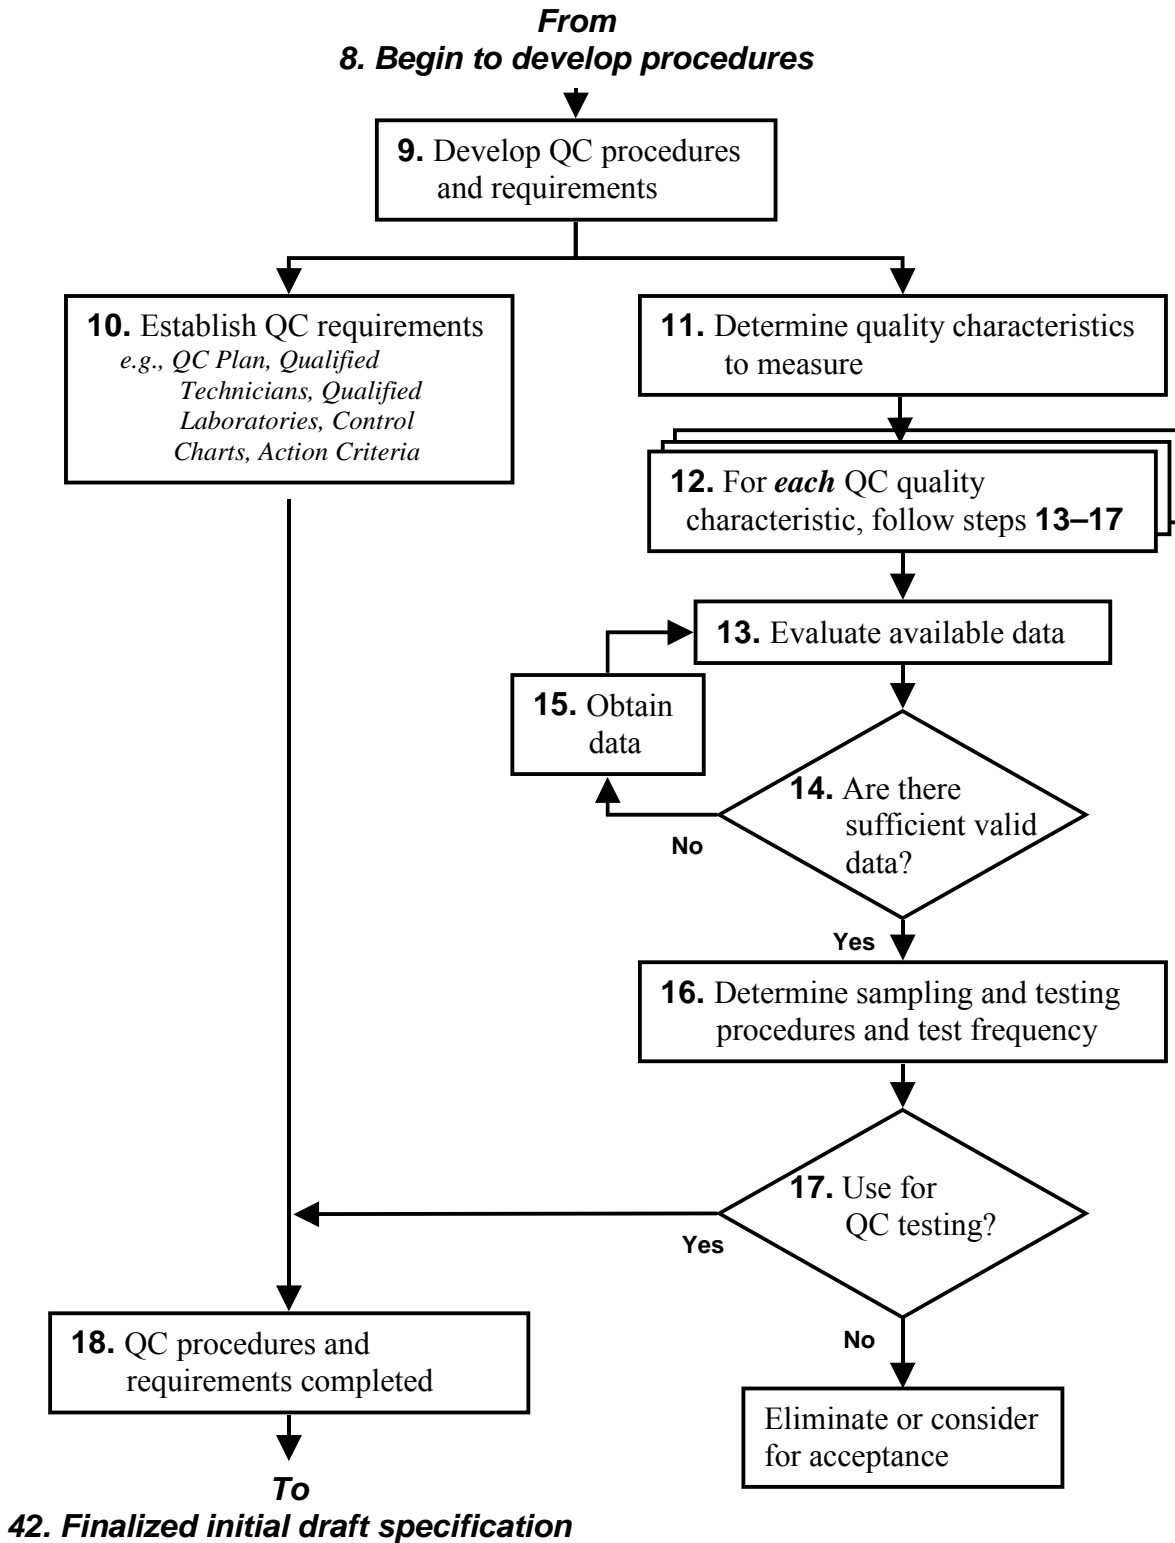 From
8. Begin to develop procedures
9. Develop QC procedures
and requirements
10. Establish QC requirements
e.g., QC Plan, Qualified
Technicians, Qualified
Laboratories, Control
Charts, Action Criteria
11. Determine quality characteristics
to measure
12. For each QC quality
characteristic, follow steps 13–17
13. Evaluate available data
15. Obtain
data
14. Are there
sufficient valid
data?
No
Yes
16. Determine sampling and testing
procedures and test frequency
17. Use for
QC testing?
Yes
No
18. QC procedures and
requirements completed
Eliminate or consider
for acceptance
To
42. Finalized initial draft specification